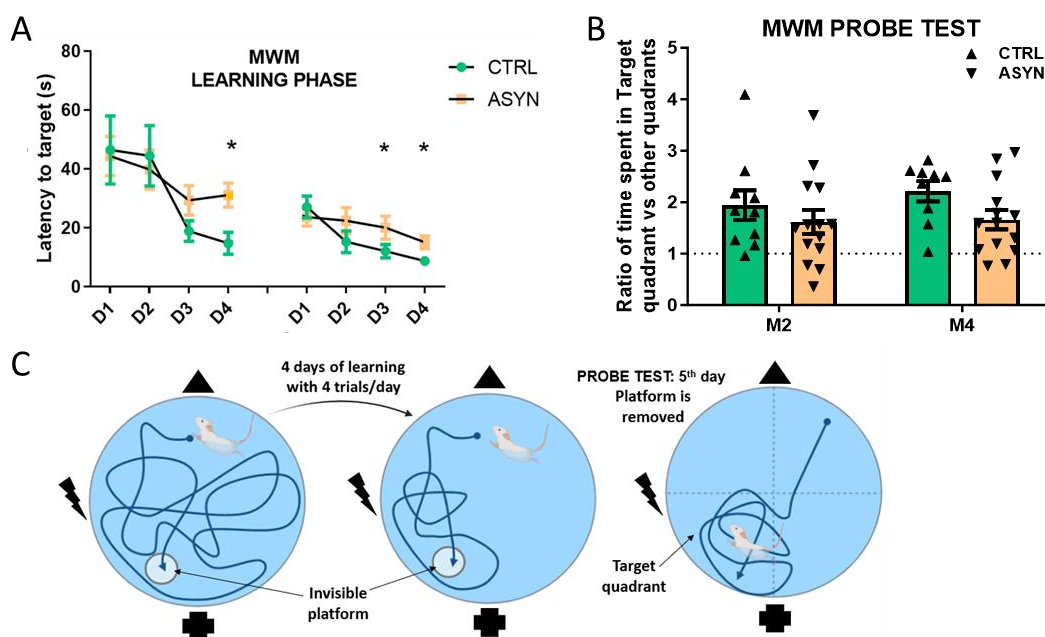 A
MWM
LEARNING PHASE
CTRL
ASYN
Latency to target (s)
80
60
40
20
0
D1 D2 D3 D4 D1 D2 D3 D4
* * *
B
MWM PROBE TEST
CTRL
ASYN
Ratio of time spent in Target
quadrant vs other quadrants
5
4
3
2
1
0
M2 M4
C
4 days of learning
with 4 trials/day
PROBE TEST: 5th day
Platform is
removed
Invisible
platform
Target
quadrant